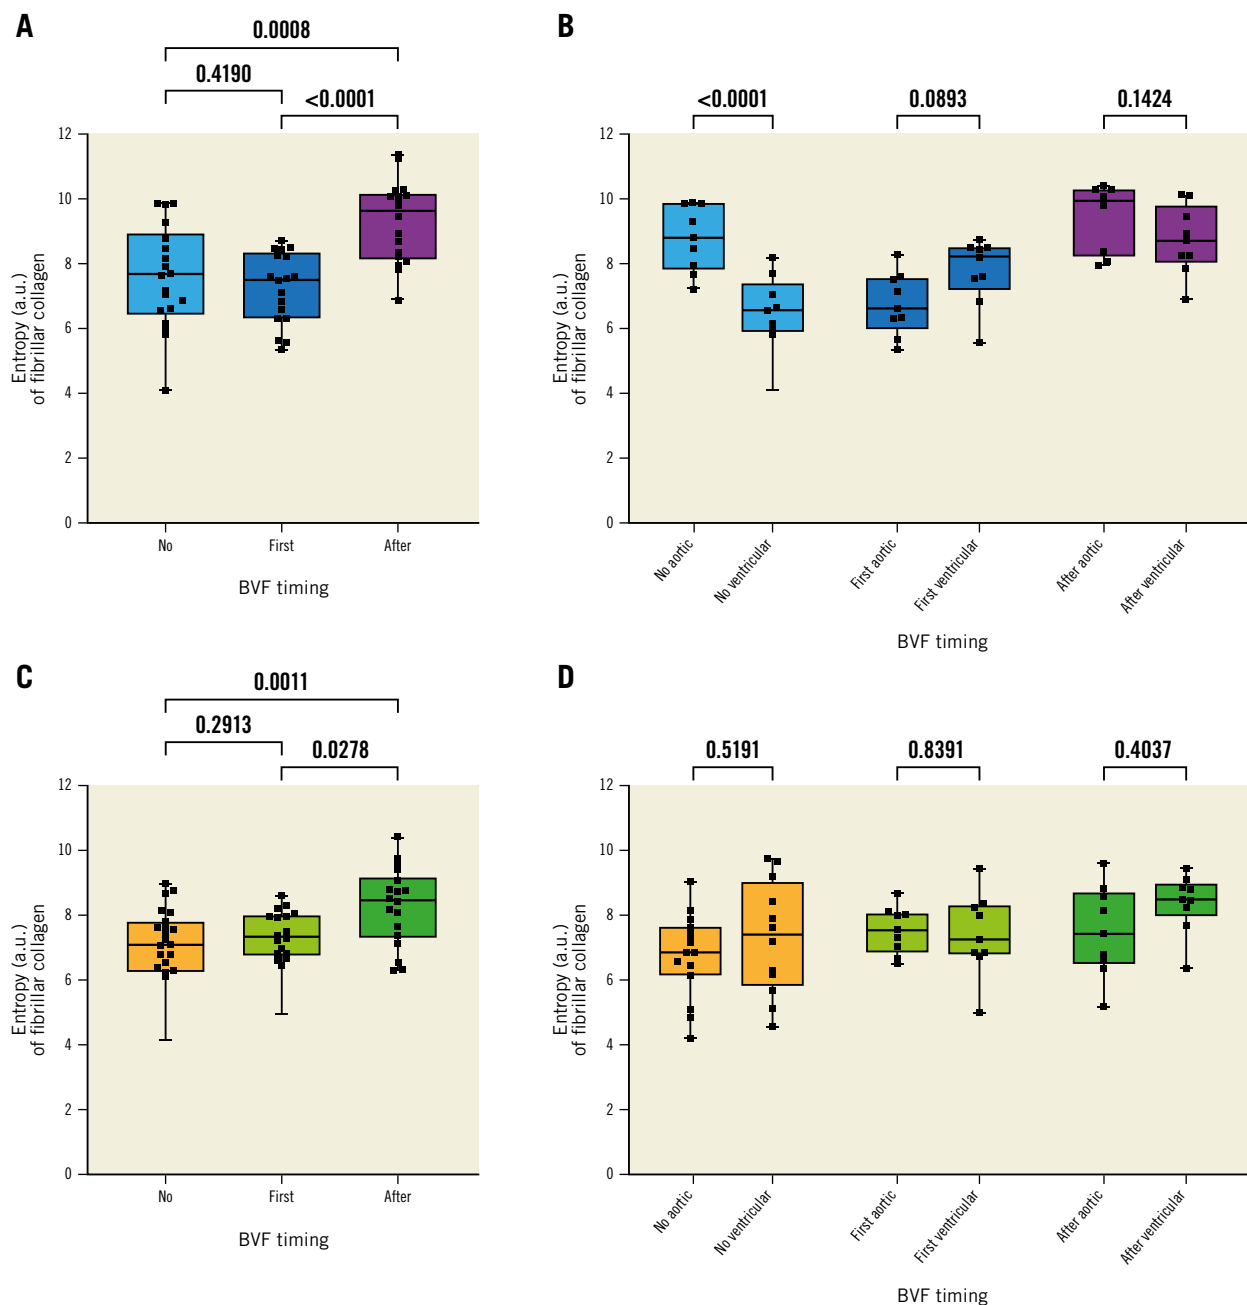 A
0.0008
0.4190
<0.0001
12
10
8
6
4
2
0
Entropy (a.u.)
of fibrillar collagen
No
First
After
BVF timing
B
<0.0001
0.0893
0.1424
12
10
8
6
4
2
0
Entropy (a.u.)
of fibrillar collagen
No aortic
No ventricular
First aortic
First ventricular
After aortic
After ventricular
BVF timing
C
0.0011
0.2913
0.0278
12
10
8
6
4
2
0
Entropy (a.u.)
of fibrillar collagen
No
First
After
BVF timing
D
0.5191
0.8391
0.4037
12
10
8
6
4
2
0
Entropy (a.u.)
of fibrillar collagen
No aortic
No ventricular
First aortic
First ventricular
After aortic
After ventricular
BVF timing